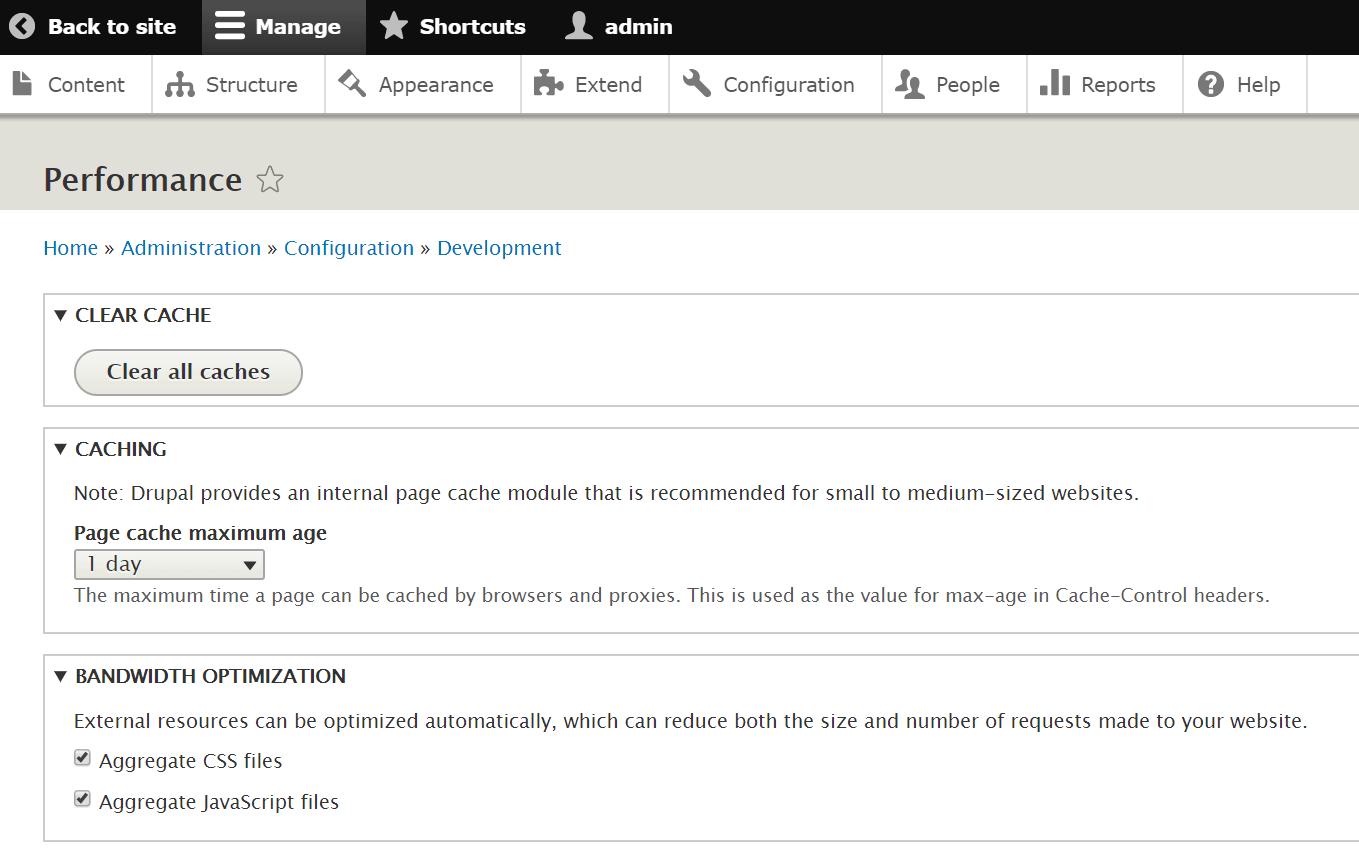 Back to site Manage Shortcuts admin
Content Structure Appearance Extend Configuration People Reports Help
Performance
Home » Administration » Configuration » Development
CLEAR CACHE
Clear all caches
CACHING
Note: Drupal provides an internal page cache module that is recommended for small to medium-sized websites.
Page cache maximum age
1 day
The maximum time a page can be cached by browsers and proxies. This is used as the value for max-age in Cache-Control headers.
BANDWIDTH OPTIMIZATION
External resources can be optimized automatically, which can reduce both the size and number of requests made to your website.
Aggregate CSS files
Aggregate JavaScript files